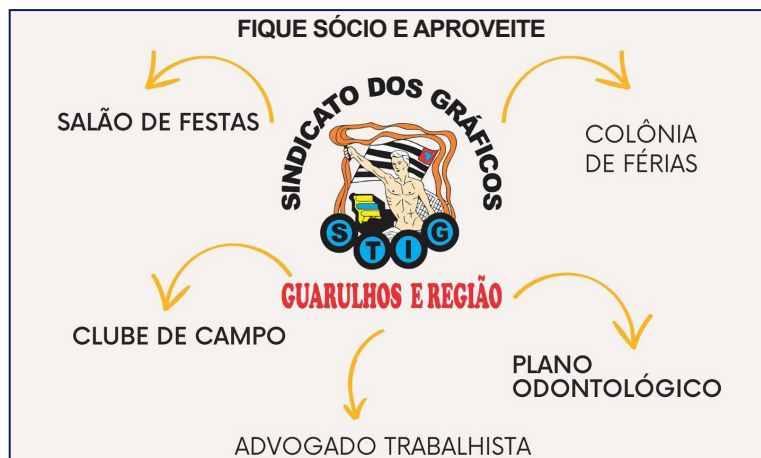 FIQUE SÓCIO E APROVEITE
SALÃO DE FESTAS
SINDICATO DOS GRÁFICOS
COLÔNIA
DE FÉRIAS
STIG
GUARULHOS E REGIÃO
CLUBE DE CAMPO
PLANO
ODONTOLÓGICO
ADVOGADO TRABALHISTA